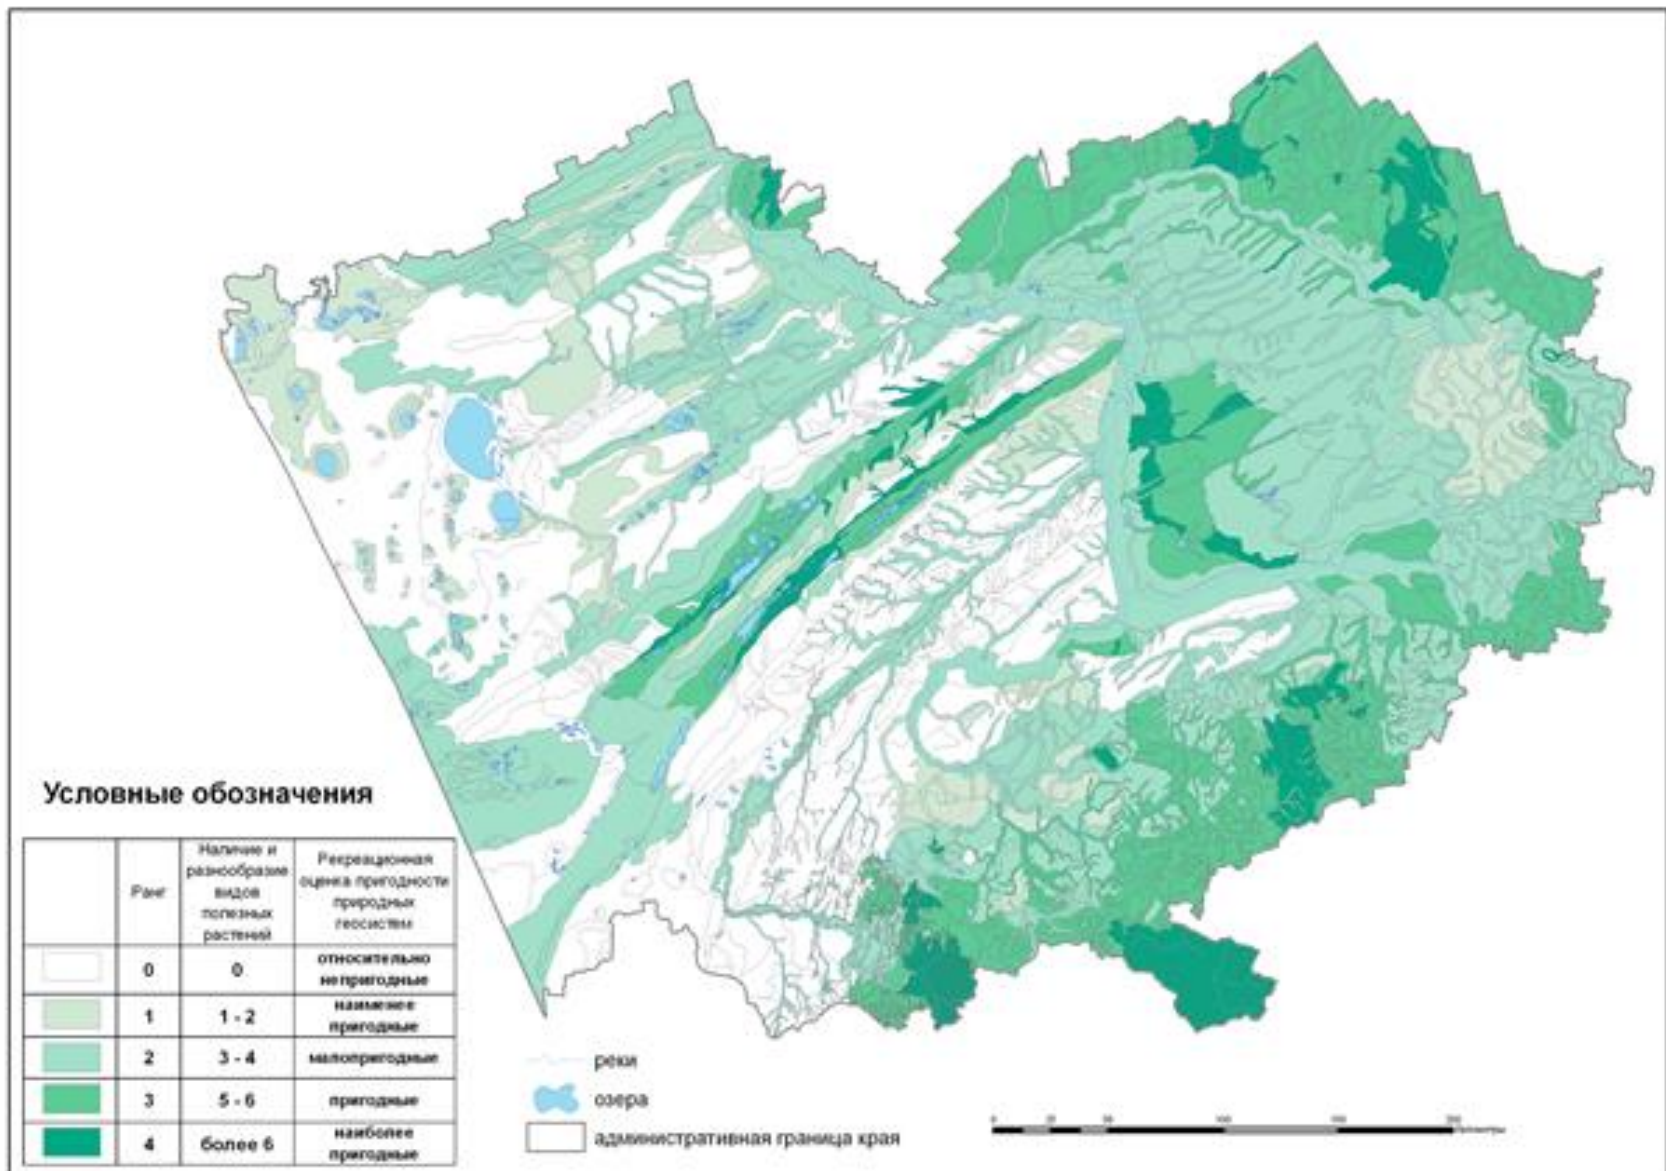 Условные обозначения
Ранг
Наличие и
разнообразие
видов
полезных
растений
Рекреационная
оценка пригодности
природных
геосистем
0
0
относительно
непригодные
1
1 - 2
наименее
пригодные
2
3 - 4
малопригодные
3
5 - 6
пригодные
4
более 6
наиболее
пригодные
реки
озера
административная граница края
0